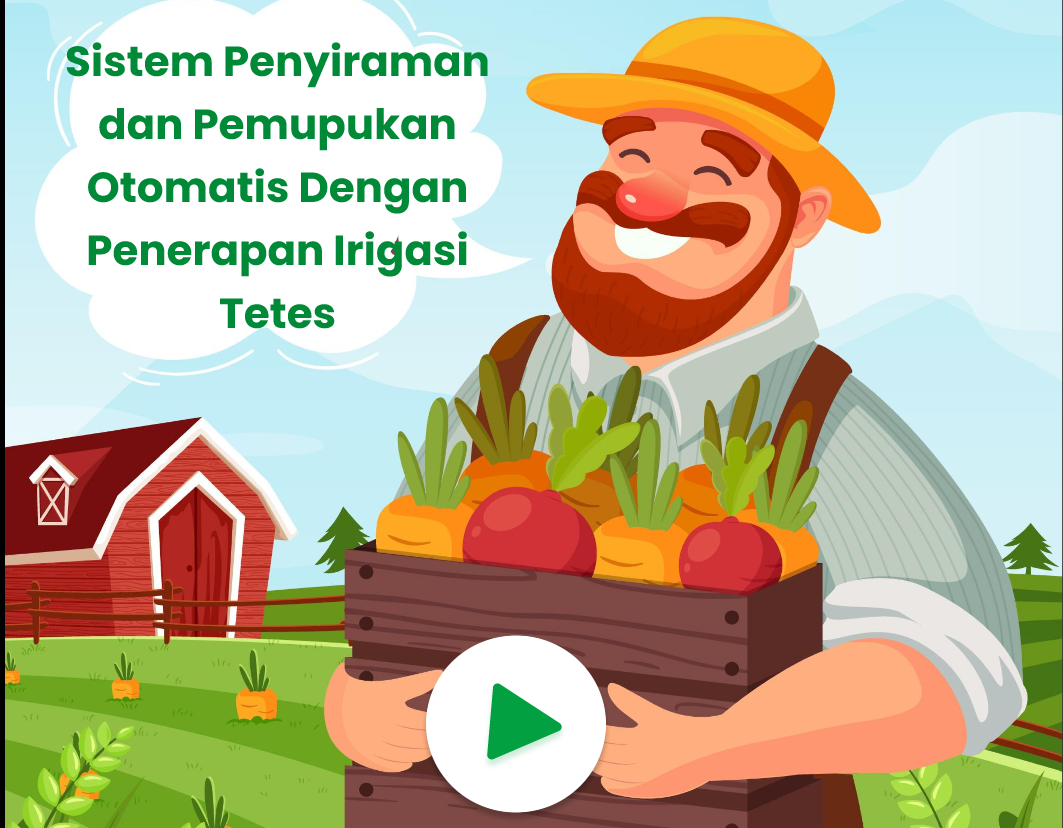 Sistem Penyiraman
dan Pemupukan
Otomatis Dengan
Penerapan Irigasi
Tetes